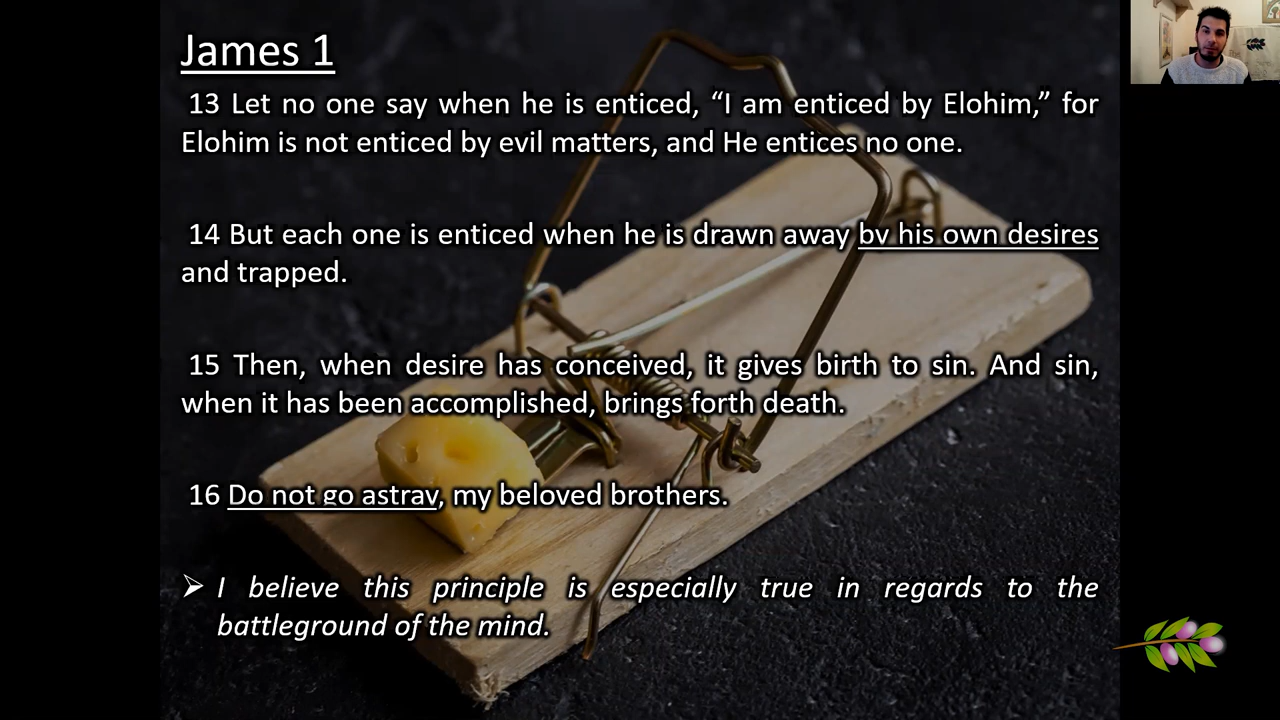 James 1
13 Let no one say when he is enticed, “I am enticed by Elohim,” for
Elohim is not enticed by evil matters, and He entices no one.
14 But each one is enticed when he is drawn away by his own desires
and trapped.
15 Then, when desire has conceived, it gives birth to sin. And sin,
when it has been accomplished, brings forth death.
16 Do not go astray, my beloved brothers.
➢ I believe this principle is especially true in regards to the
battleground of the mind.